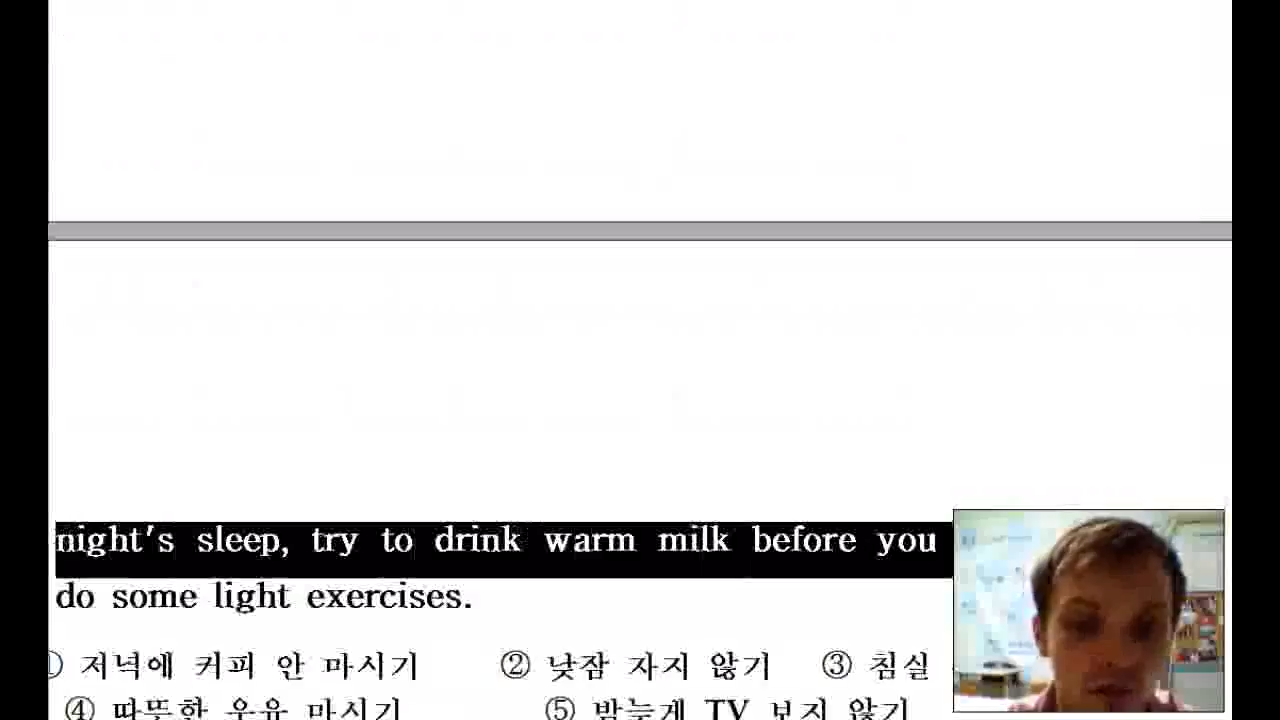 night's sleep, try to drink warm milk before you
do some light exercises.
① 저녁에 커피 안 마시기 ② 낮잠 자지 않기 ③ 침실
④ 따뜻한 우유 마시기 ⑤ 밤늦게 TV 보지 않기